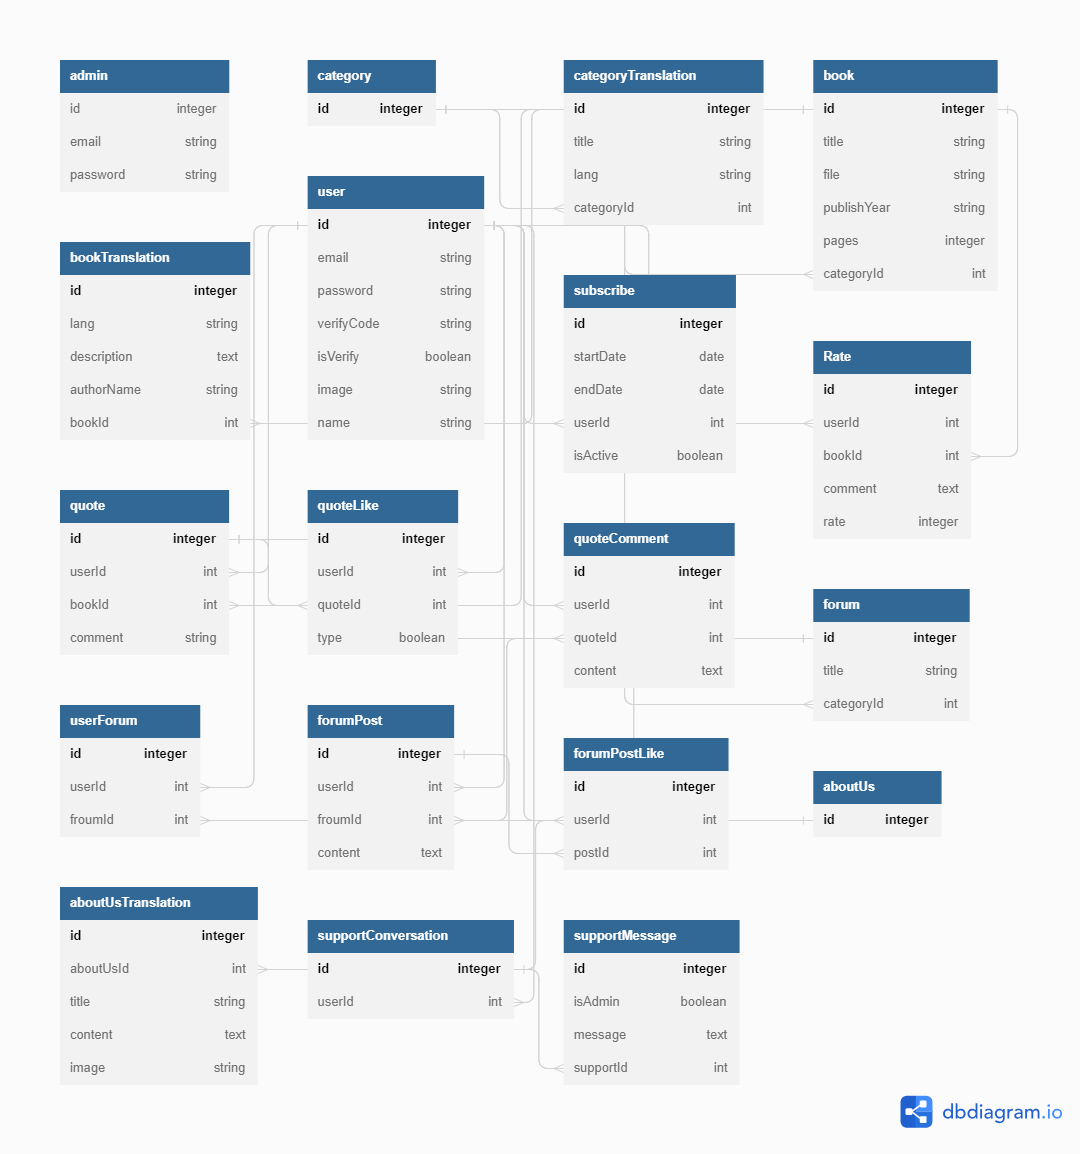 admin
id integer
email string
password string
category
id integer
categoryTranslation
id integer
title string
lang string
categoryId int
book
id integer
title string
file string
publishYear string
pages integer
categoryId int
user
id integer
email string
password string
verifyCode string
isVerify boolean
image string
name string
bookTranslation
id integer
lang string
description text
authorName string
bookId int
subscribe
id integer
startDate date
endDate date
userId int
isActive boolean
Rate
id integer
userId int
bookId int
comment text
rate integer
quote
id integer
userId int
bookId int
comment string
quoteLike
id integer
userId int
quoteId int
type boolean
quoteComment
id integer
userId int
quoteId int
content text
forum
id integer
title string
categoryId int
userForum
id integer
userId int
froumId int
forumPost
id integer
userId int
froumId int
content text
forumPostLike
id integer
userId int
postId int
aboutUs
id integer
aboutUsTranslation
id integer
aboutUsId int
title string
content text
image string
supportConversation
id integer
userId int
supportMessage
id integer
isAdmin boolean
message text
supportId int
dbdiagram.io